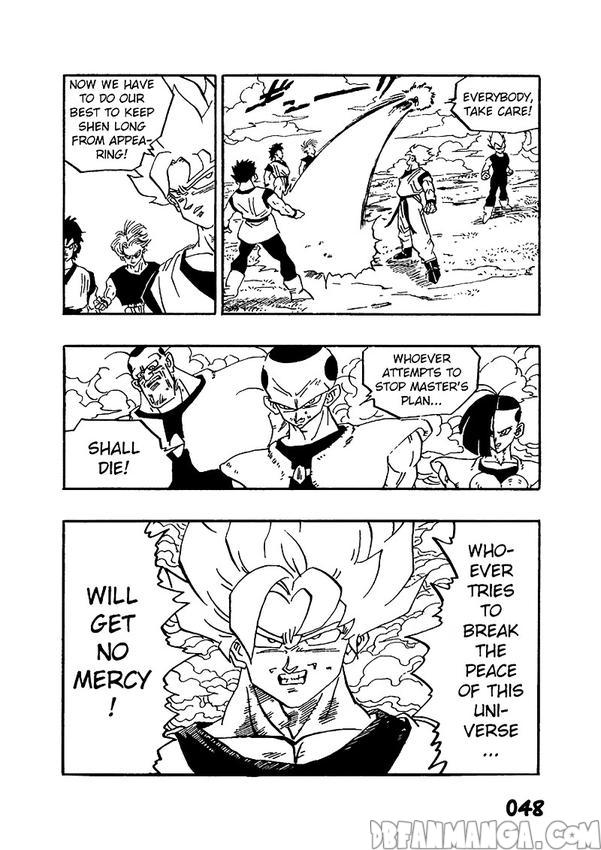 EVERYBODY,
TAKE CARE!
NOW WE HAVE
TO DO OUR
BEST TO KEEP
SHEN LONG
FROM APPEA-
RING!
WHOEVER
ATTEMPTS TO
STOP MASTER'S
PLAN...
SHALL
DIE!
WHO-
EVER
TRIES
TO
BREAK
THE
PEACE
OF THIS
UNI-
VERSE
...
WILL
GET
NO
MERCY
!
048
DBFANMANGA.COM